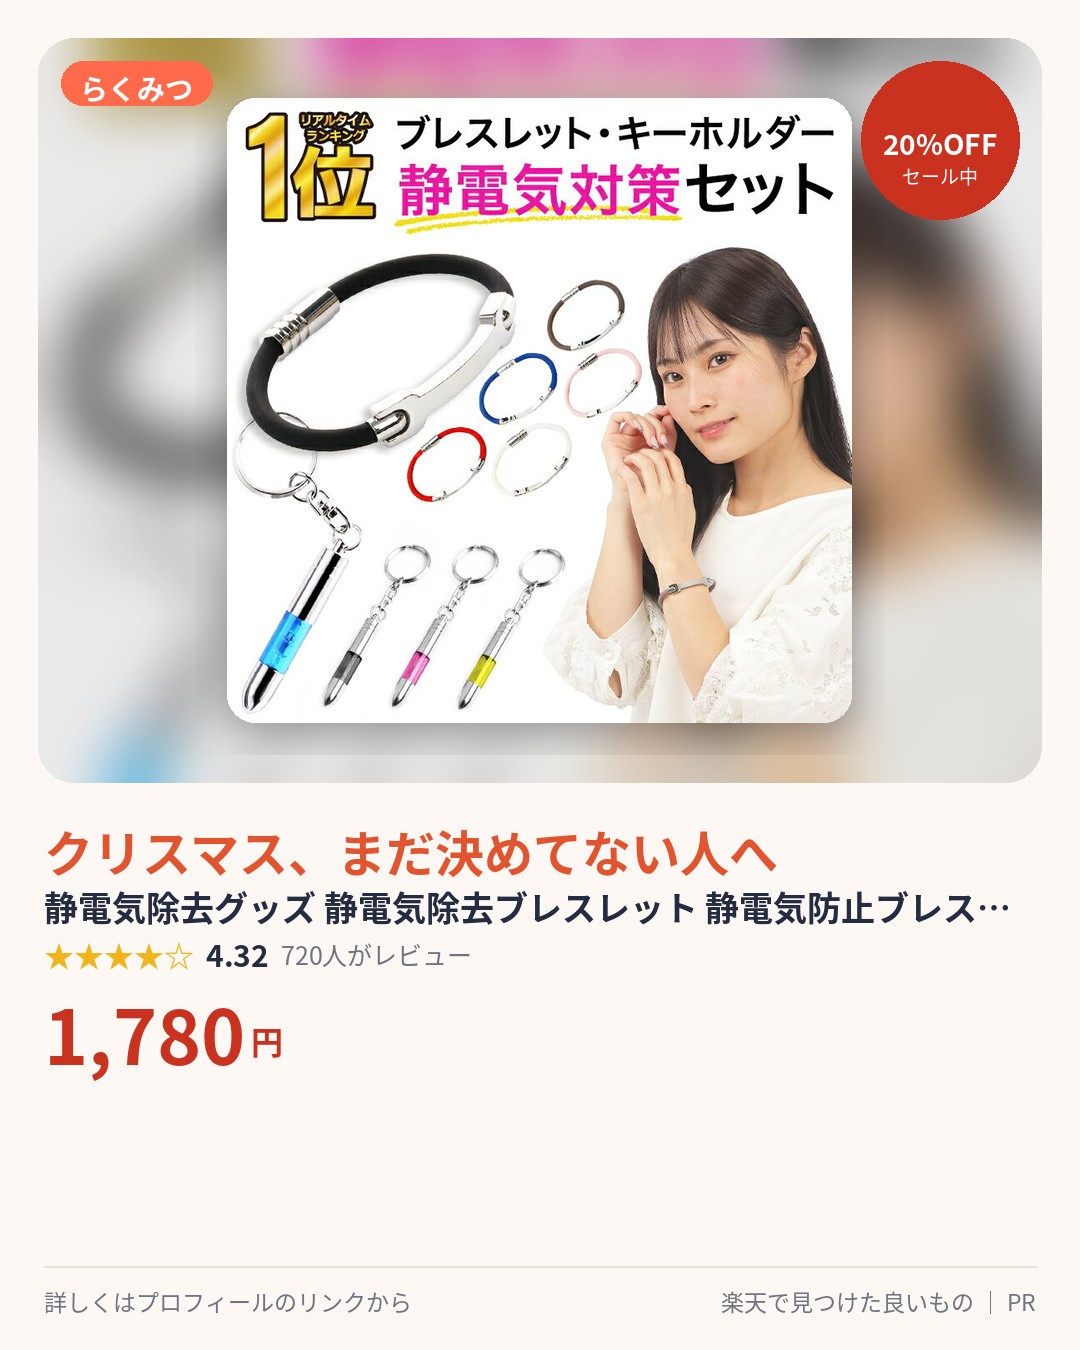 らくみつ
1位
リアルタイム
ランキング
ブレスレット・キーホルダー
静電気対策セット
20%OFF
セール中
クリスマス、まだ決めてない人へ
静電気除去グッズ 静電気除去ブレスレット 静電気防止ブレス…
★★★★☆ 4.32 720人がレビュー
1,780円
詳しくはプロフィールのリンクから
楽天で見つけた良いもの｜PR